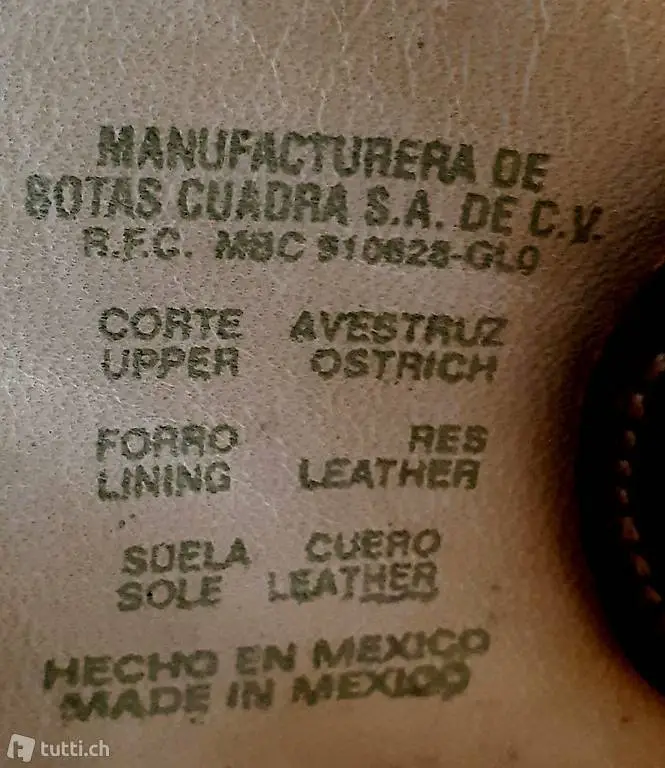 MANUFACTURERA DE
BOTAS CUADRA S.A. DE C.V.
R.F.C. MBC 910628-GL0
CORTE AVESTRUZ
UPPER OSTRICH
FORRO RES
LINING LEATHER
SUELA CUERO
SOLE LEATHER
HECHO EN MEXICO
MADE IN MEXICO
tutti.ch